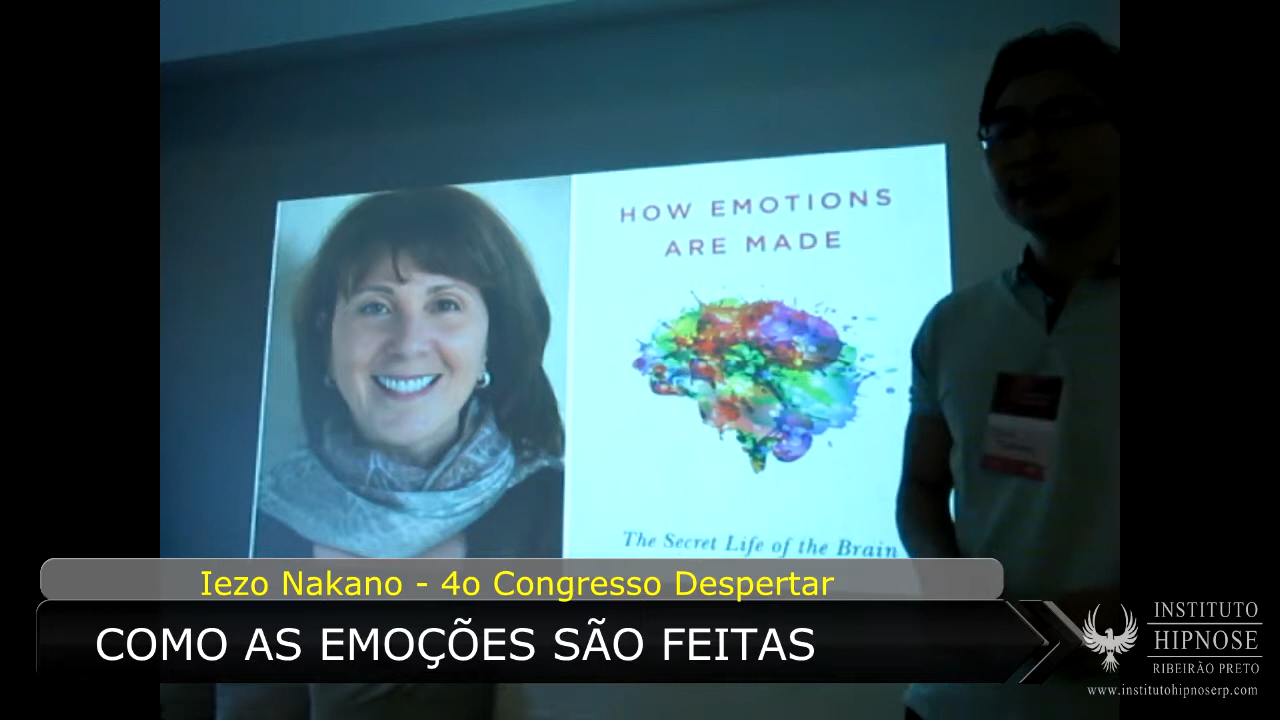 HOW EMOTIONS
ARE MADE
The Secret Life of the Brain
Iezo Nakano - 4o Congresso Despertar
COMO AS EMOÇÕES SÃO FEITAS
INSTITUTO
HIPNOSE
RIBEIRÃO PRETO
www.institutohipnoserp.com